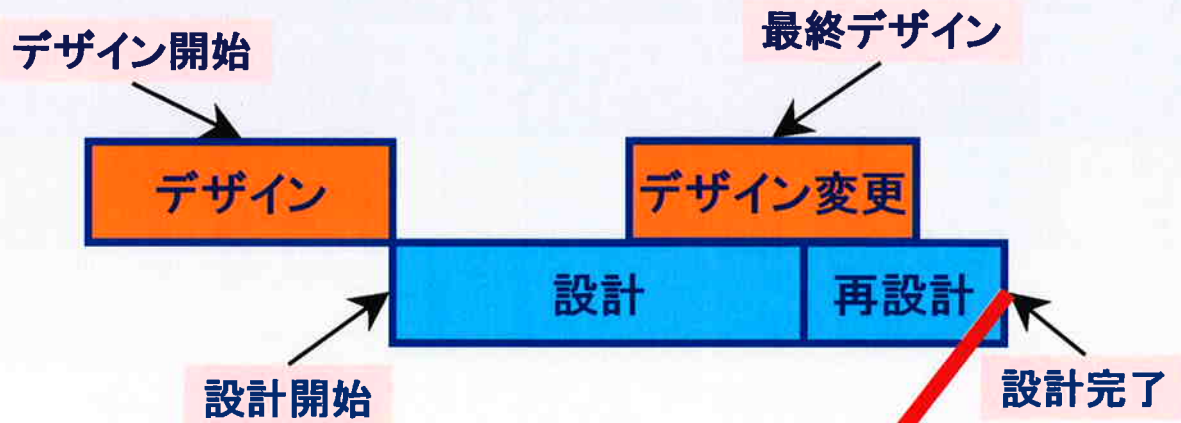 デザイン開始
最終デザイン
デザイン
デザイン変更
設計
再設計
設計開始
設計完了